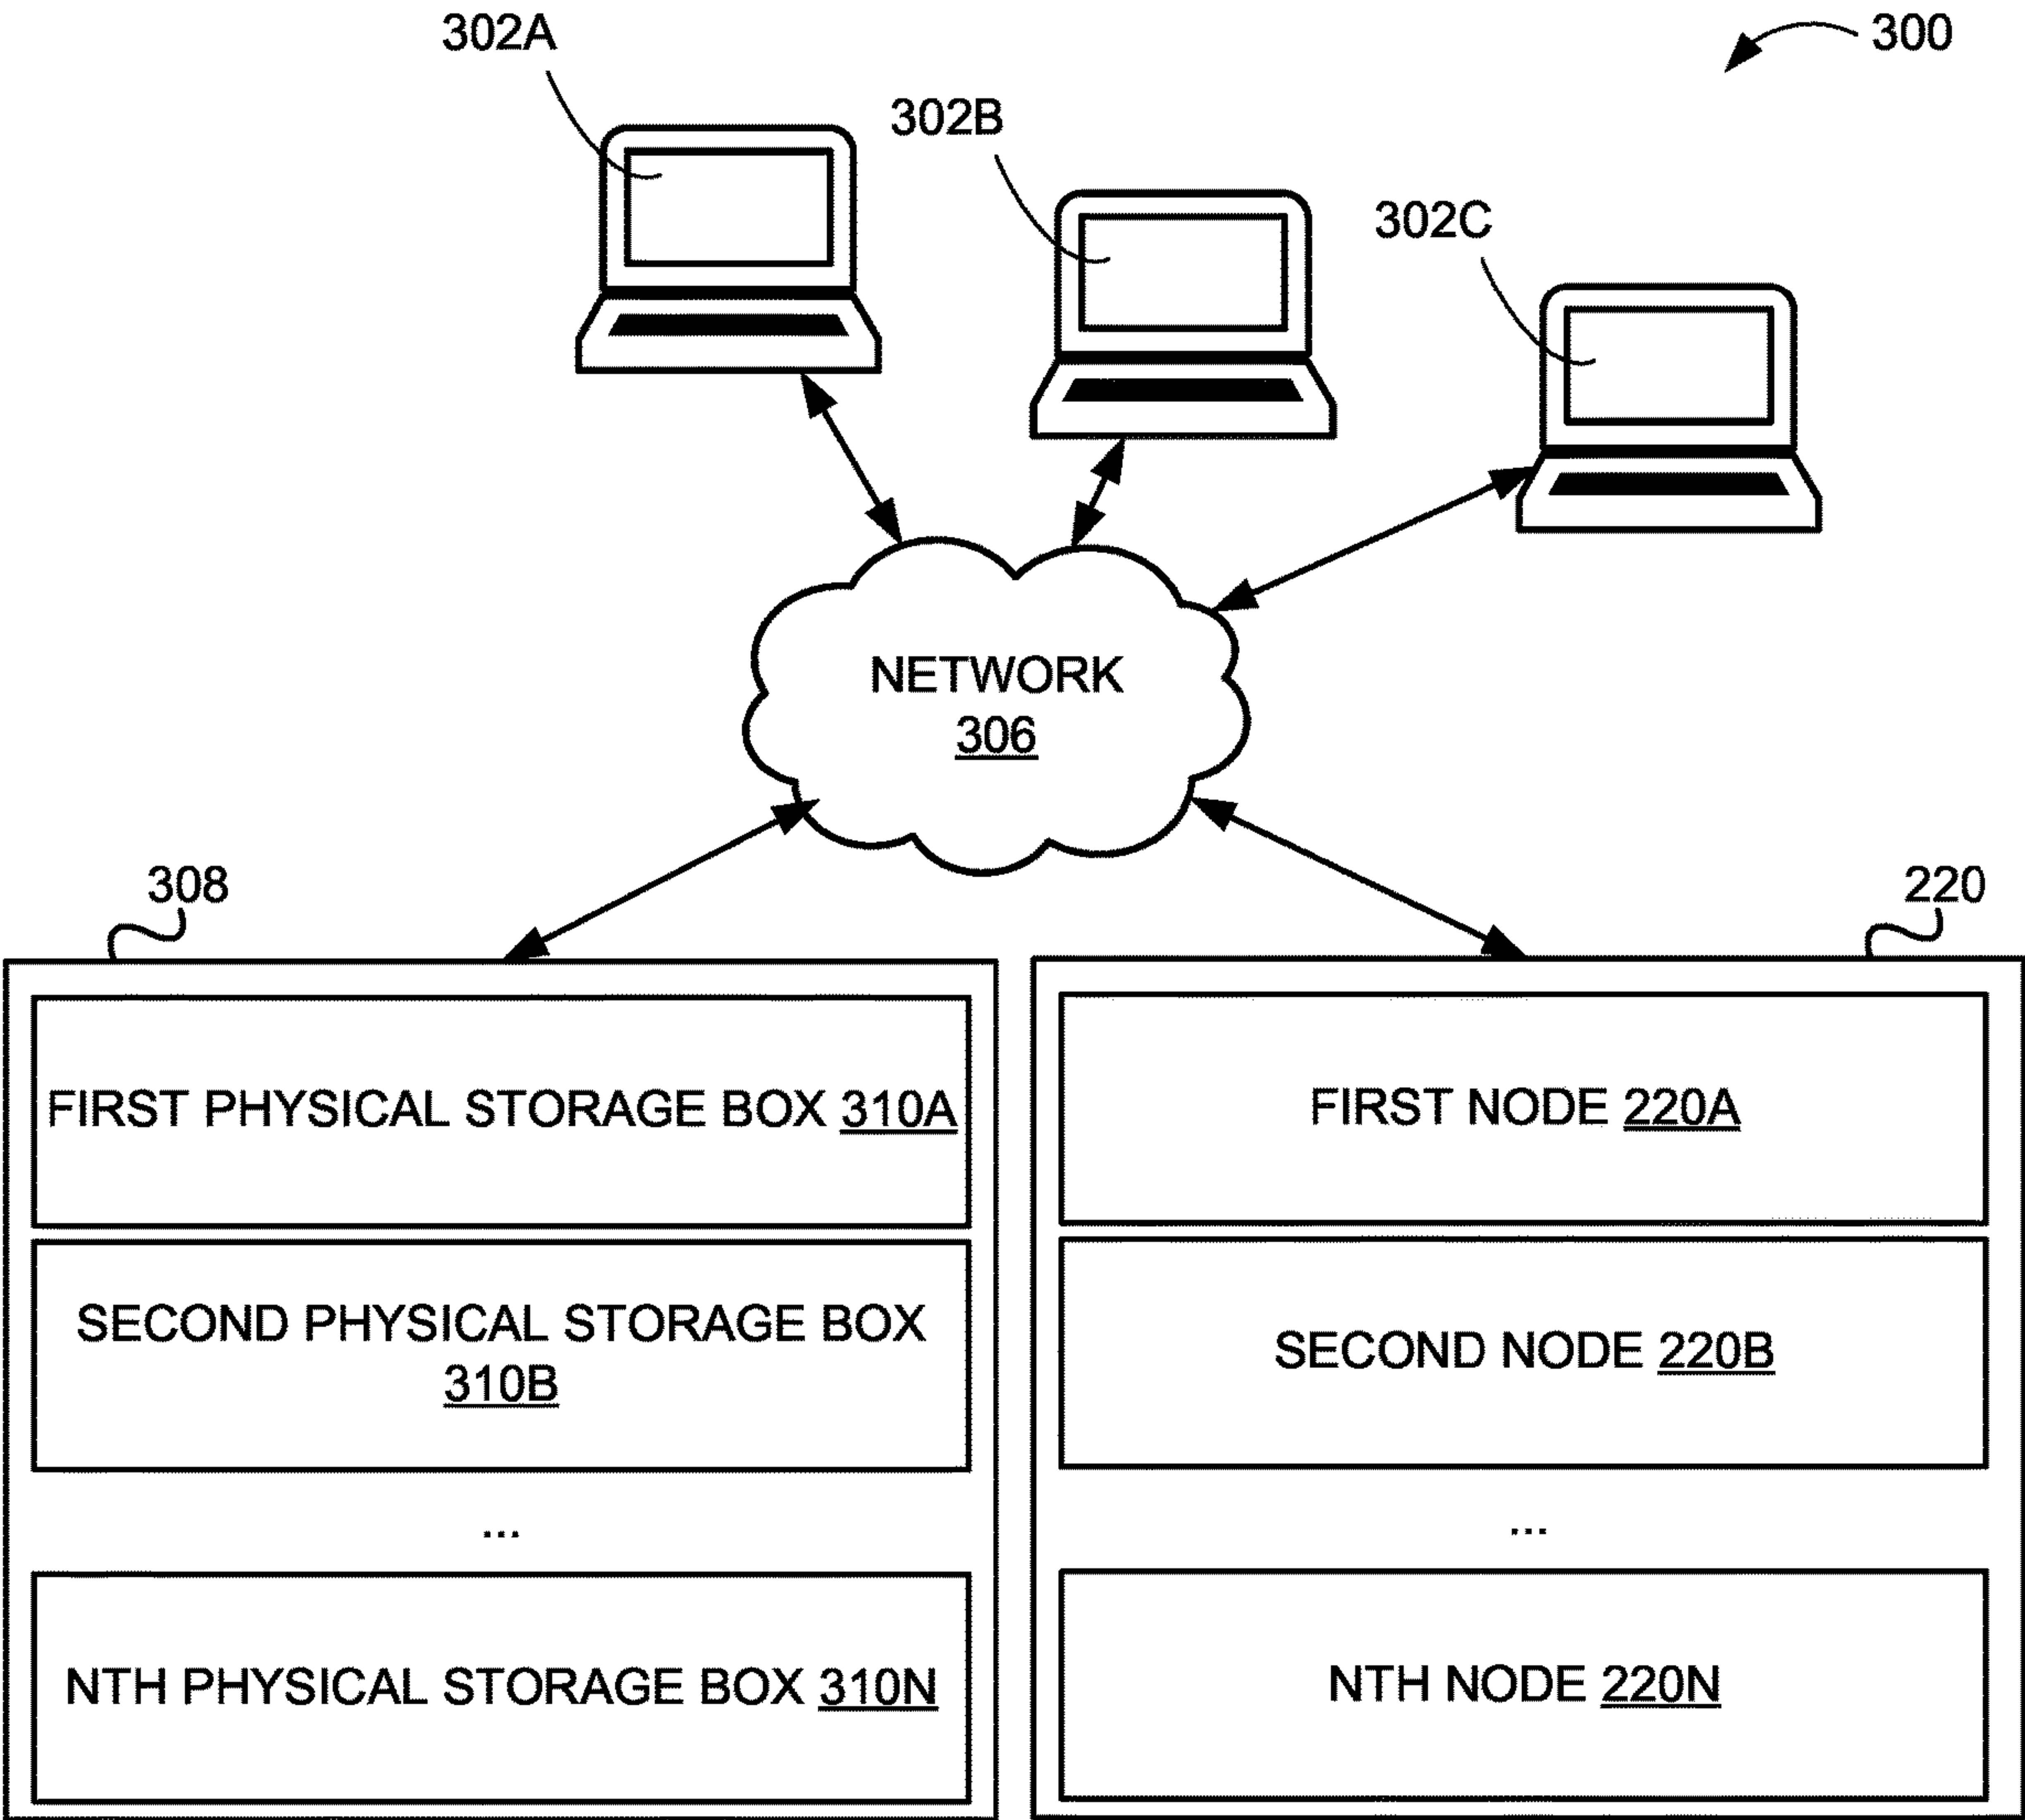 302A
300
302B
302C
NETWORK
306
308
220
FIRST PHYSICAL STORAGE BOX 310A
SECOND PHYSICAL STORAGE BOX
310B
...
NTH PHYSICAL STORAGE BOX 310N
FIRST NODE 220A
SECOND NODE 220B
...
NTH NODE 220N